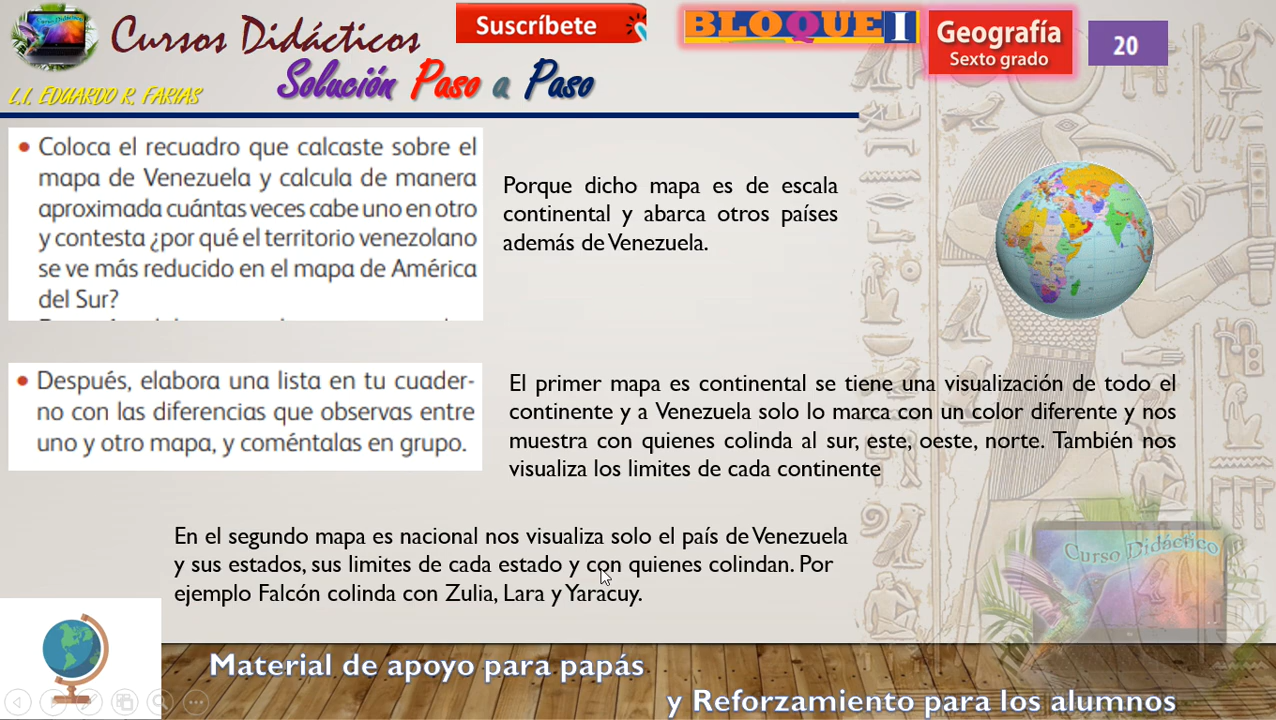 Cursos Didácticos
Suscríbete
BLOQUE I
Geografía
Sexto grado
20
Solución Paso a Paso
L.I. EDUARDO R. FARIAS
• Coloca el recuadro que calcaste sobre el
mapa de Venezuela y calcula de manera
aproximada cuántas veces cabe uno en otro
y contesta ¿por qué el territorio venezolano
se ve más reducido en el mapa de América
del Sur?
Porque dicho mapa es de escala
continental y abarca otros países
además de Venezuela.
• Después, elabora una lista en tu cuader-
no con las diferencias que observas entre
uno y otro mapa, y coméntalas en grupo.
El primer mapa es continental se tiene una visualización de todo el
continente y a Venezuela solo lo marca con un color diferente y nos
muestra con quienes colinda al sur, este, oeste, norte. También nos
visualiza los limites de cada continente
En el segundo mapa es nacional nos visualiza solo el país de Venezuela
y sus estados, sus limites de cada estado y con quienes colindan. Por
ejemplo Falcón colinda con Zulia, Lara y Yaracuy.
Curso Didáctico
Material de apoyo para papás
y Reforzamiento para los alumnos